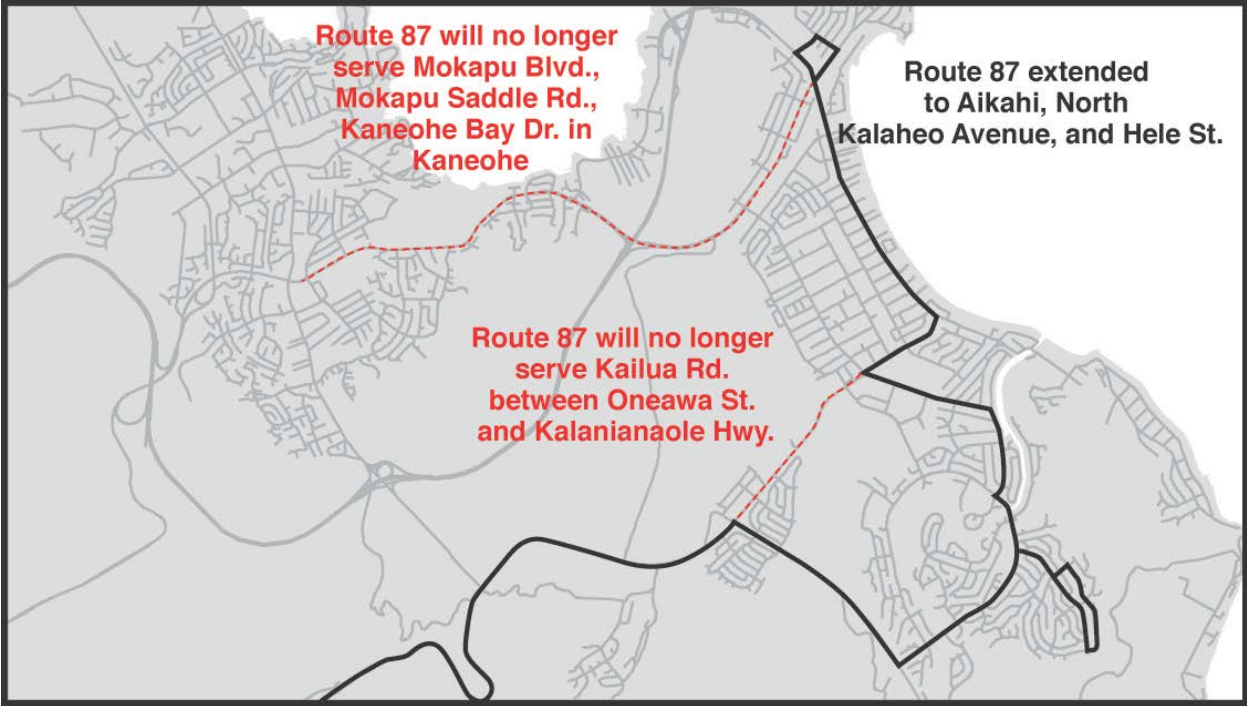 Route 87 will no longer
serve Mokapu Blvd.,
Mokapu Saddle Rd.,
Kaneohe Bay Dr. in
Kaneohe
Route 87 extended
to Aikahi, North
Kalaheo Avenue, and Hele St.
Route 87 will no longer
serve Kailua Rd.
between Oneawa St.
and Kalanianaole Hwy.